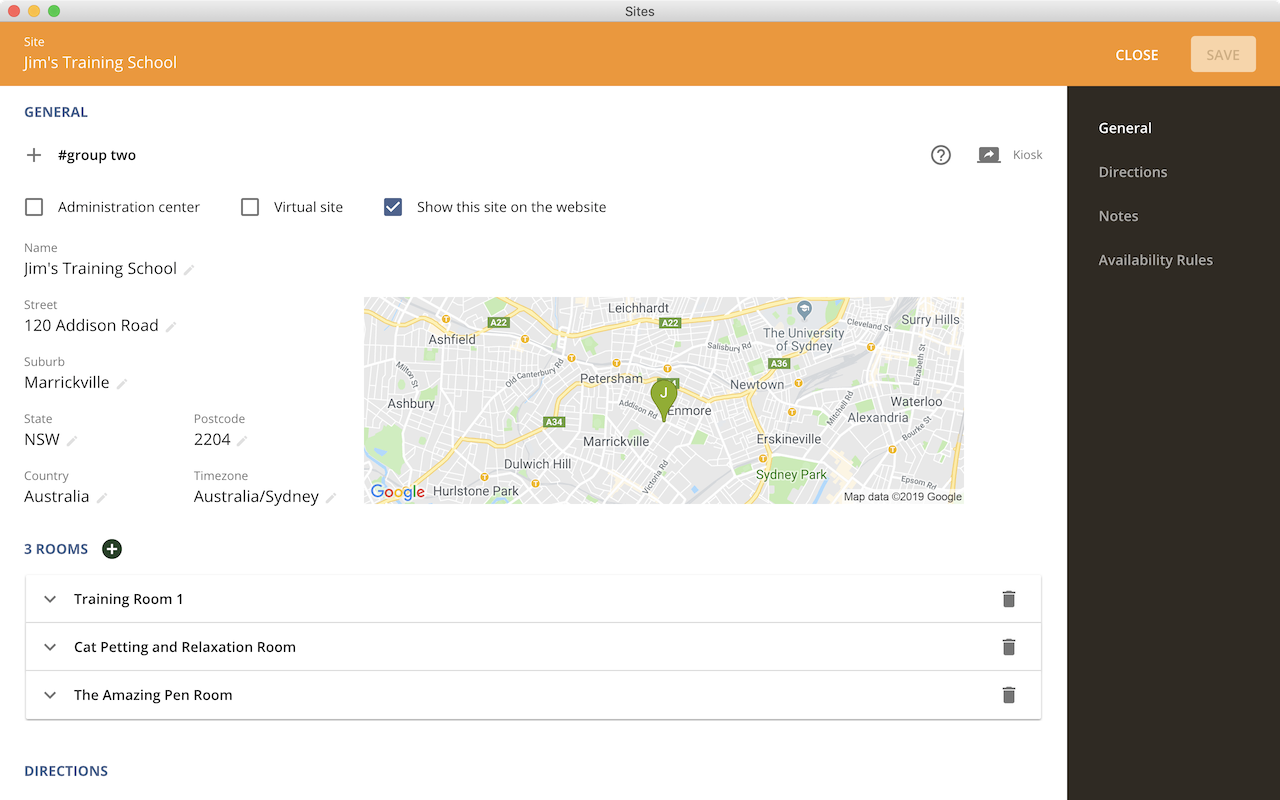 Sites
Site
Jim's Training School
CLOSE
SAVE
GENERAL
#group two
Kiosk
Administration center
Virtual site
Show this site on the website
Name
Jim's Training School
Street
120 Addison Road
Suburb
Marrickville
State
Postcode
NSW
2204
Country
Timezone
Australia
Australia/Sydney
Leichhardt
A22
A22
Surry Hills
The University
of Sydney
Cleveland St
Ashfield
Salisbury Rd
Elizabeth St
A36
Milton St
Old Canterbury Rd
Petersham
Newtown
J
Ashbury
Addison Rd
Enmore
Waterloo
Mitchell Rd
Alexandria
A34
Bourke St
Marrickville
Erskineville
Dulwich Hill
Victoria Rd
Sydney Park
Epsom Rd
Google
Hurlstone Park
Map data ©2019 Google
3 ROOMS
Training Room 1
Cat Petting and Relaxation Room
The Amazing Pen Room
DIRECTIONS
General
Directions
Notes
Availability Rules